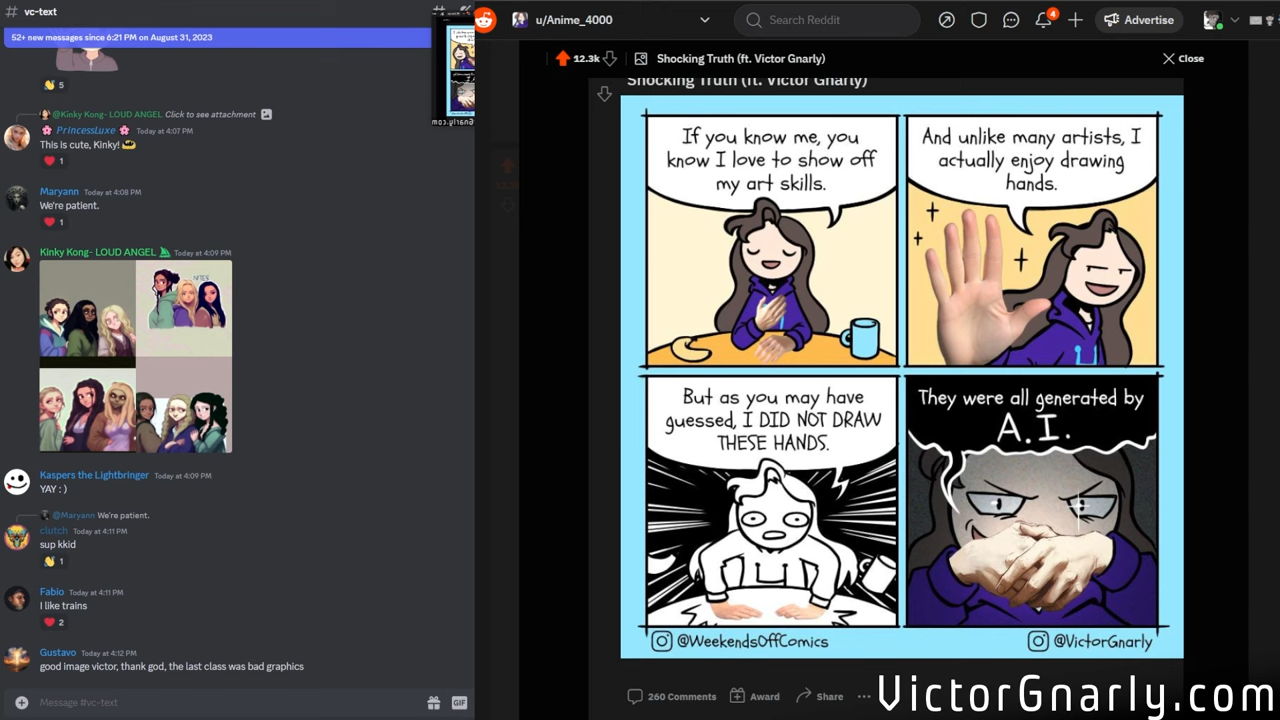 # vc-text
52+ new messages since 6:21 PM on August 31, 2023
5
@Kinky Kong- LOUD ANGEL Click to see attachment
PrincessLuxe Today at 4:07 PM
This is cute, Kinky!
1
Maryann Today at 4:08 PM
We're patient.
1
Kinky Kong- LOUD ANGEL Today at 4:09 PM
Kaspers the Lightbringer Today at 4:09 PM
YAY : )
@Maryann We're patient.
clutch Today at 4:11 PM
sup kkid
1
Fabio Today at 4:11 PM
I like trains
2
Gustavo Today at 4:12 PM
good image victor, thank god, the last class was bad graphics
Message #vc-text
GIF
u/Anime_4000
Search Reddit
4
Advertise
12.3k
Shocking Truth (ft. Victor Gnarly)
Close
Shocking Truth (ft. Victor Gnarly)
If you know me, you
know I love to show off
my art skills.
And unlike many artists, I
actually enjoy drawing
hands.
But as you may have
guessed, I DID NOT DRAW
THESE HANDS.
They were all generated by
A.I.
@WeekendsOffComics
@VictorGnarly
260 Comments
Award
Share
VictorGnarly.com